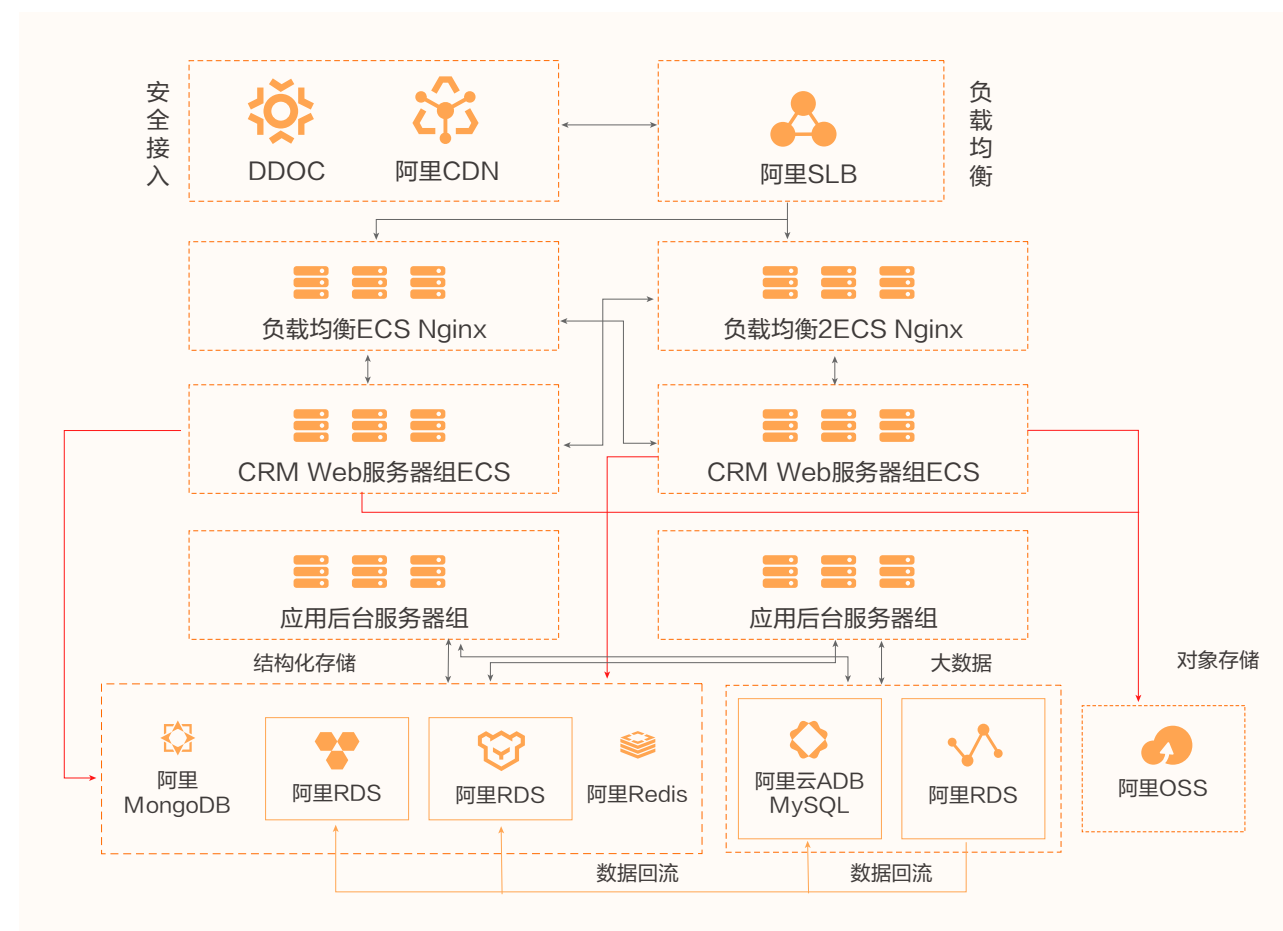 安全接入
DDOC
阿里CDN
阿里SLB
负载均衡
负载均衡ECS Nginx
负载均衡2ECS Nginx
CRM Web服务器组ECS
CRM Web服务器组ECS
应用后台服务器组
应用后台服务器组
结构化存储
大数据
对象存储
阿里
MongoDB
阿里RDS
阿里RDS
阿里Redis
阿里云ADB
MySQL
阿里RDS
阿里OSS
数据回流
数据回流